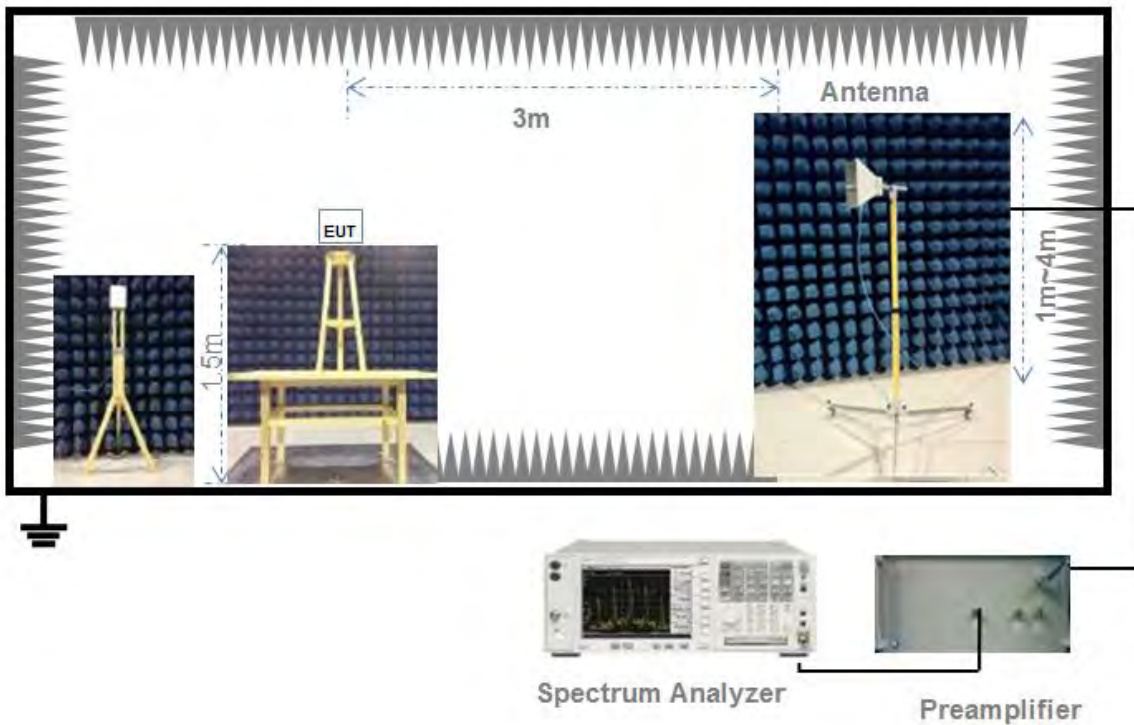 Antenna
3m
EUT
1.5m
1m~4m
Spectrum Analyzer
Preamplifier